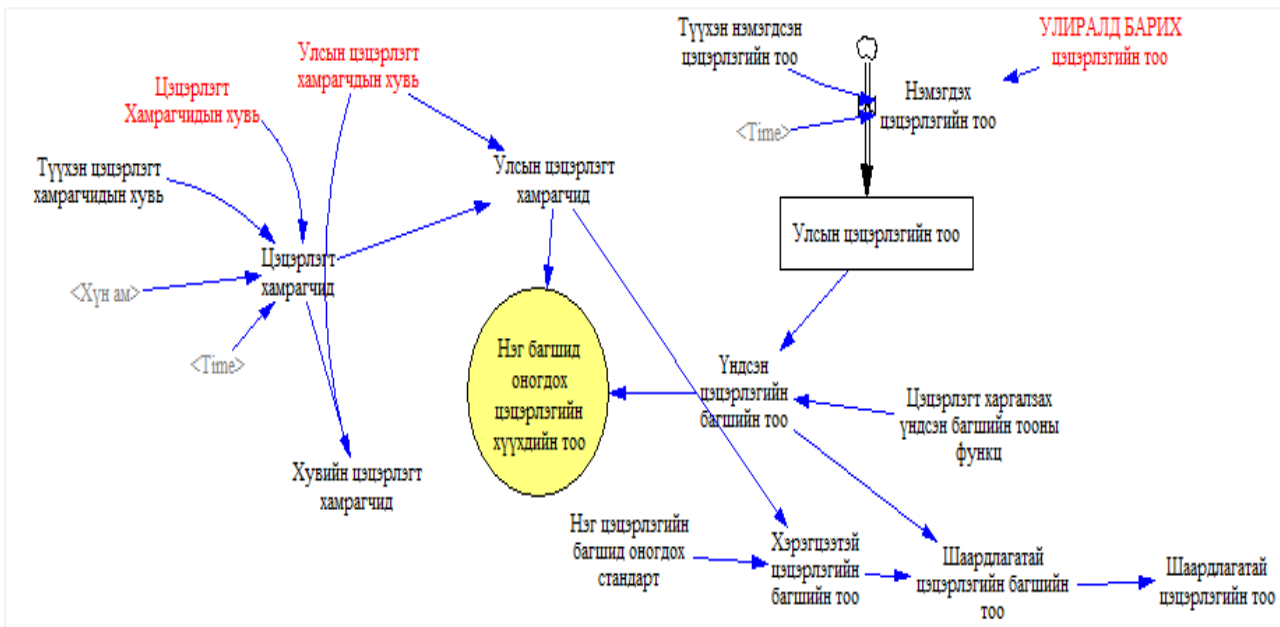 Түүхэн нэмэгдсэн
цэцэрлэгийн тоо
УЛИРАЛД БАРИХ
цэцэрлэгийн тоо
Улсын цэцэрлэгт
хамрагчдын хувь
Цэцэрлэгт
Хамрагчидын хувь
Нэмэгдэх
цэцэрлэгийн тоо
<Time>
Түүхэн цэцэрлэгт
хамрагчидын хувь
Улсын цэцэрлэгт
хамрагчид
Улсын цэцэрлэгийн тоо
Цэцэрлэгт
хамрагчид
<Хүн ам>
<Time>
Нэг багшид
оногдох
цэцэрлэгийн
хүүхдийн тоо
Үндсэн
цэцэрлэгийн
багшийн тоо
Цэцэрлэгт харгалзах
үндсэн багшийн тооны
функц
Хувийн цэцэрлэгт
хамрагчид
Нэг цэцэрлэгийн
багшид оногдох
стандарт
Хэрэгцээтэй
цэцэрлэгийн
багшийн тоо
Шаардлагатай
цэцэрлэгийн багшийн
тоо
Шаардлагатай
цэцэрлэгийн тоо